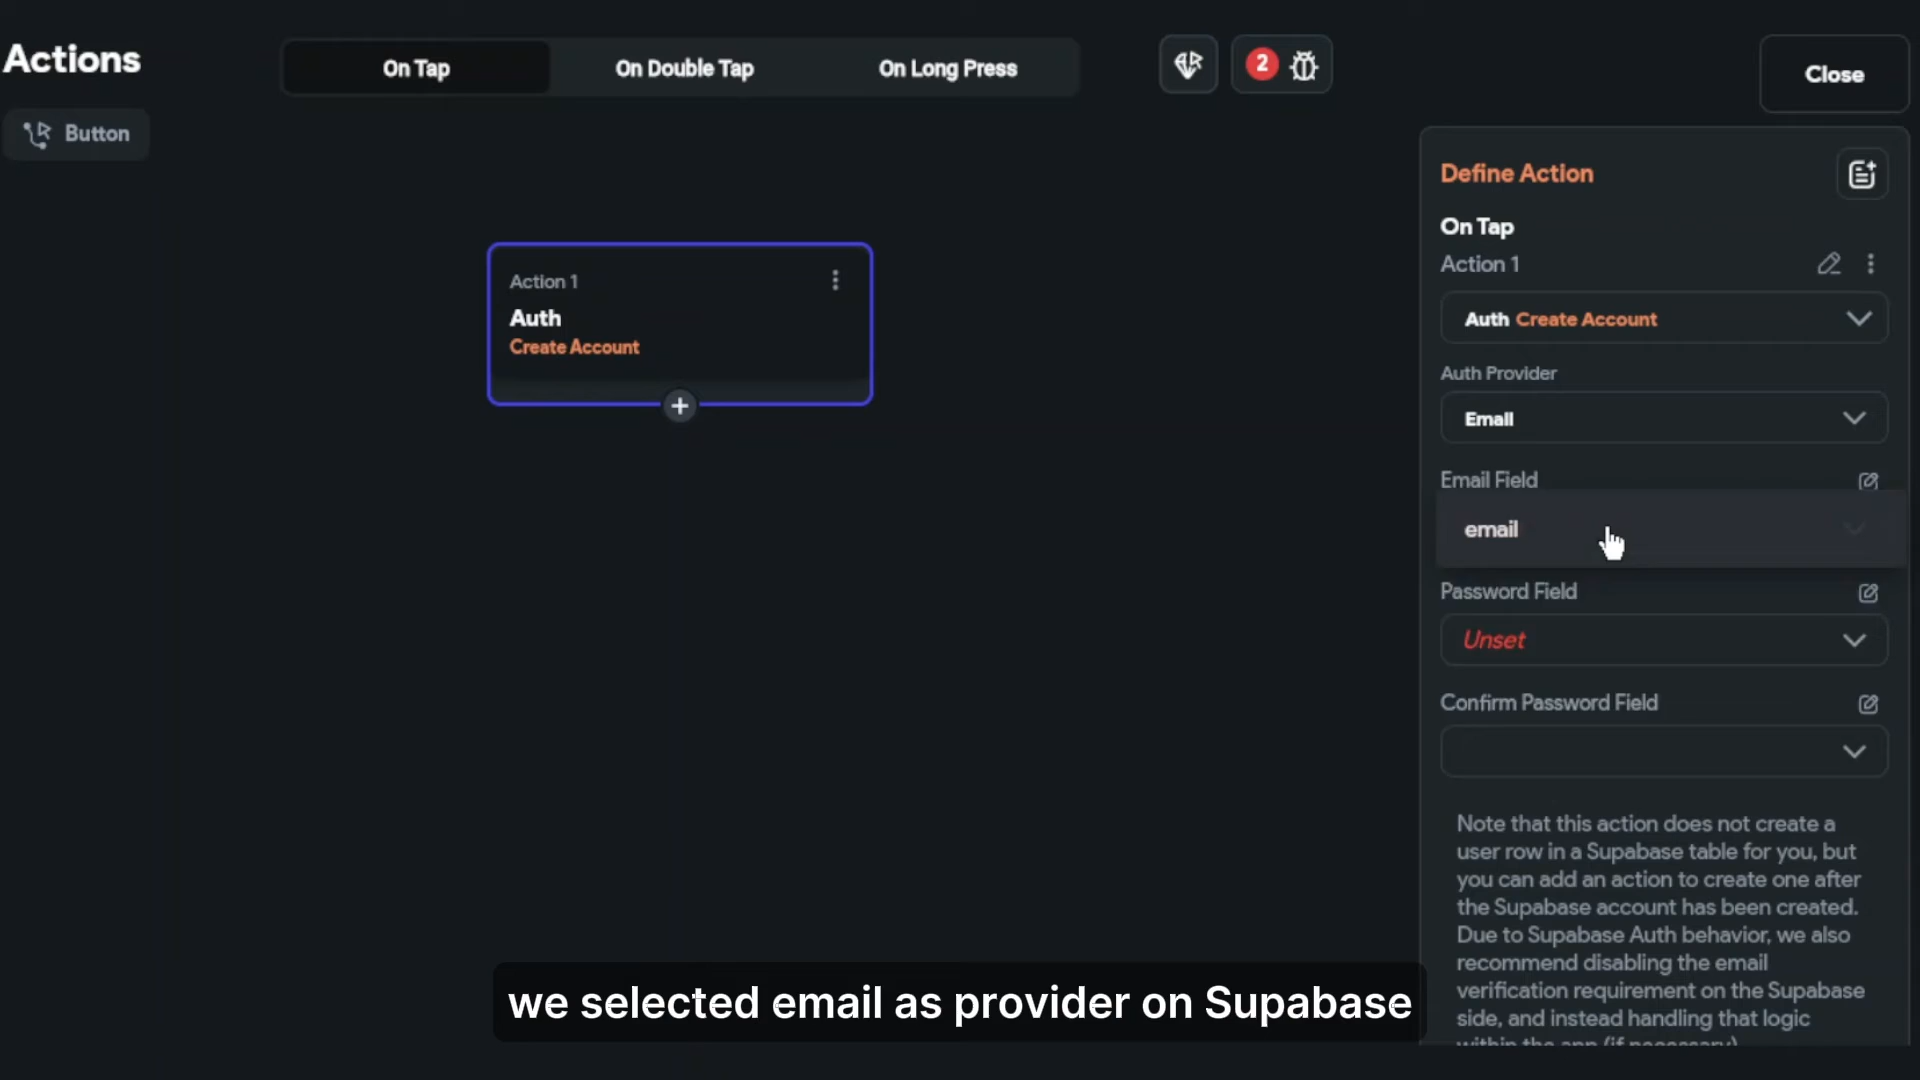 Actions
On Tap
On Double Tap
On Long Press
2
Close
Button
Action 1
Auth
Create Account
Define Action
On Tap
Action 1
Auth Create Account
Auth Provider
Email
Email Field
email
Password Field
Unset
Confirm Password Field
Note that this action does not create a
user row in a Supabase table for you, but
you can add an action to create one after
the Supabase account has been created.
Due to Supabase Auth behavior, we also
recommend disabling the email
verification requirement on the Supabase
side, and instead handling that logic
within the app (if necessary)
we selected email as provider on Supabase